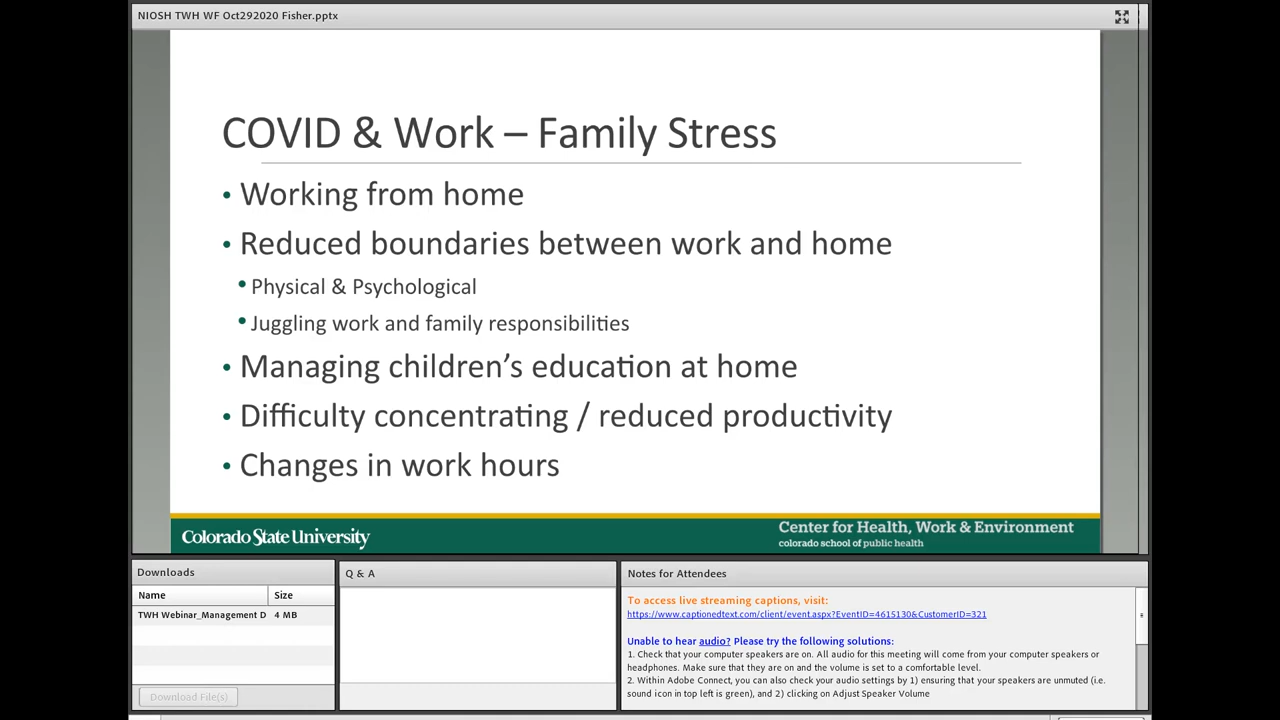 NIOSH TWH WF Oct292020 Fisher.pptx
COVID & Work – Family Stress
• Working from home
• Reduced boundaries between work and home
• Physical & Psychological
• Juggling work and family responsibilities
• Managing children’s education at home
• Difficulty concentrating / reduced productivity
• Changes in work hours
Colorado State University
Center for Health, Work & Environment
colorado school of public health
Downloads
Name Size
TWH Webinar_Management D 4 MB
Download File(s)
Q & A
Notes for Attendees
To access live streaming captions, visit:
https://www.captionedtext.com/client/event.aspx?EventID=4615130&CustomerID=321
Unable to hear audio? Please try the following solutions:
1. Check that your computer speakers are on. All audio for this meeting will come from your computer speakers or
headphones. Make sure that they are on and the volume is set to a comfortable level.
2. Within Adobe Connect, you can also check your audio settings by 1) ensuring that your speakers are unmuted (i.e.
sound icon in top left is green), and 2) clicking on Adjust Speaker Volume